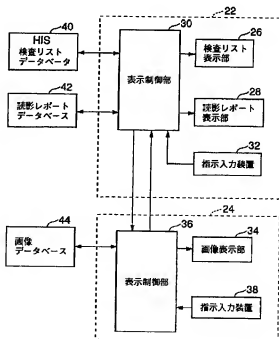 40
HIS
検査リスト
データベータ
42
読影レポート
データベース
44
画像
データベース
22
30
表示制御部
26
検査リスト
表示部
28
読影レポート
表示部
32
指示入力装置
24
36
表示制御部
34
画像表示部
38
指示入力装置